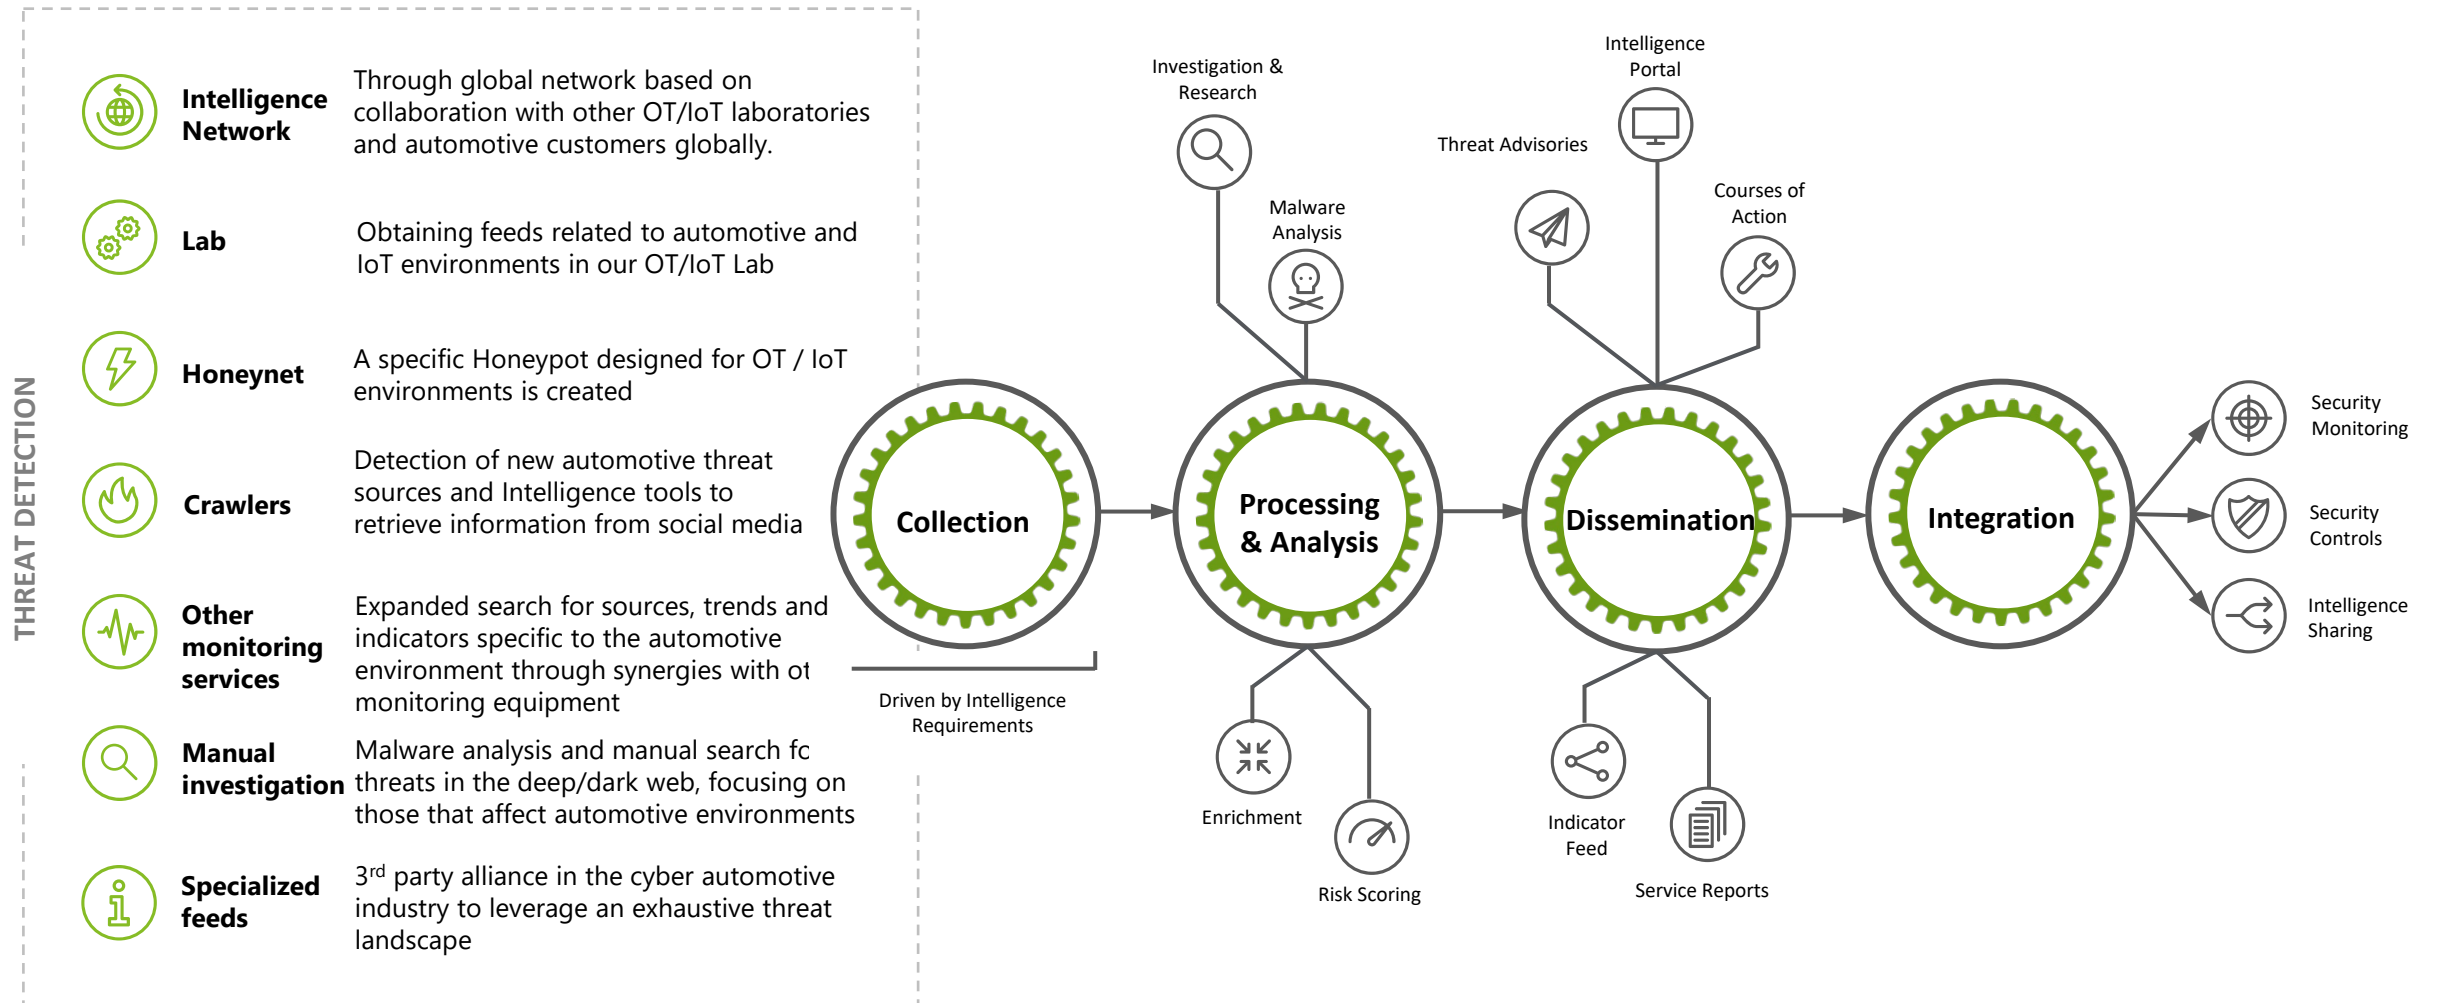 THREAT DETECTION
Intelligence
Network
Through global network based on
collaboration with other OT/IoT laboratories
and automotive customers globally.
Lab
Obtaining feeds related to automotive and
IoT environments in our OT/IoT Lab
Honeynet
A specific Honeypot designed for OT / IoT
environments is created
Crawlers
Detection of new automotive threat
sources and Intelligence tools to
retrieve information from social media
Other
monitoring
services
Expanded search for sources, trends and
indicators specific to the automotive
environment through synergies with
monitoring equipment
Manual
investigation
Malware analysis and manual search
threats in the deep/dark web, focusing on
those that affect automotive environments
Specialized
feeds
3rd party alliance in the cyber automotive
industry to leverage an exhaustive threat
landscape
Collection
Driven by Intelligence
Requirements
Investigation &
Research
Malware
Analysis
Processing
& Analysis
Enrichment
Risk Scoring
Threat Advisories
Intelligence
Portal
Courses of
Action
Dissemination
Indicator
Feed
Service Reports
Integration
Security
Monitoring
Security
Controls
Intelligence
Sharing